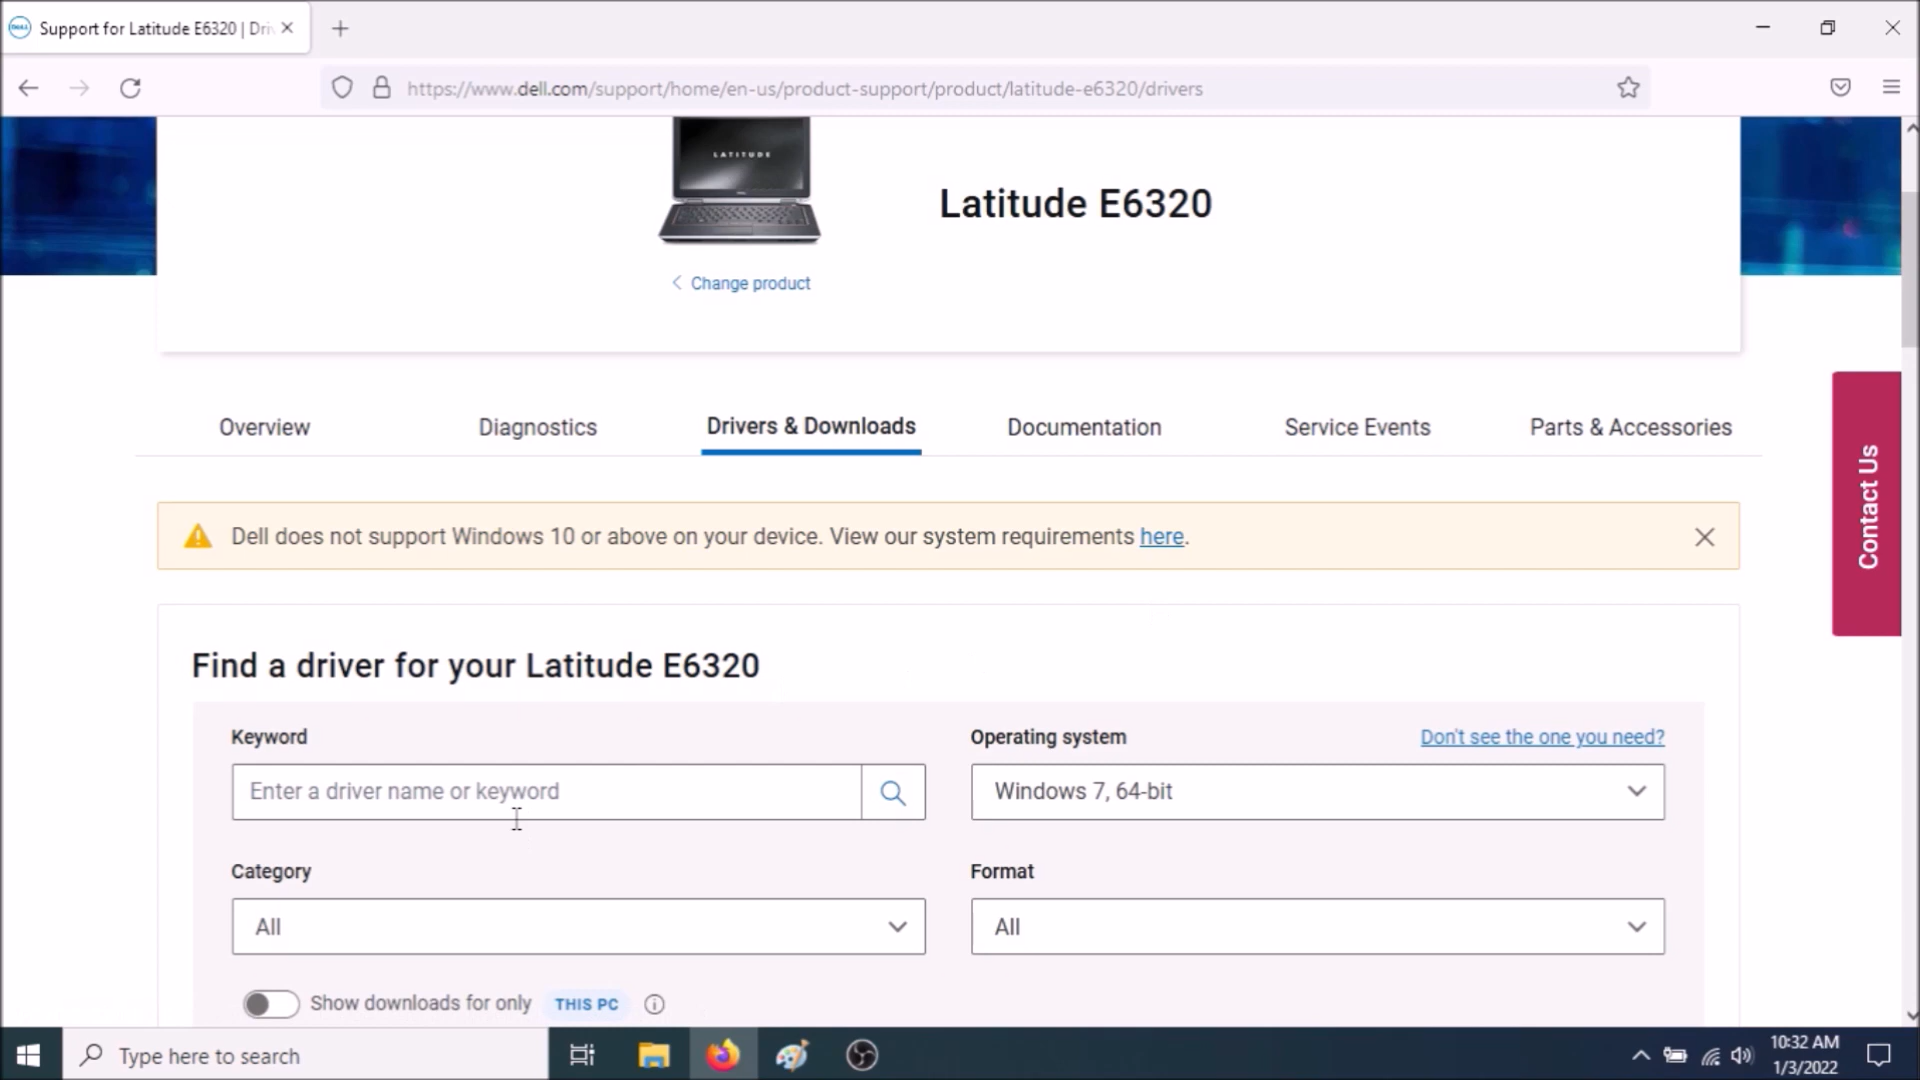 Support for Latitude E6320 | Dri
https://www.dell.com/support/home/en-us/product-support/product/latitude-e6320/drivers
LATITUDE
Latitude E6320
Change product
Overview
Diagnostics
Drivers & Downloads
Documentation
Service Events
Parts & Accessories
Contact Us
Dell does not support Windows 10 or above on your device. View our system requirements here.
Find a driver for your Latitude E6320
Keyword
Operating system
Don't see the one you need?
Enter a driver name or keyword
Windows 7, 64-bit
Category
Format
All
All
Show downloads for only THIS PC
Type here to search
10:32 AM
1/3/2022